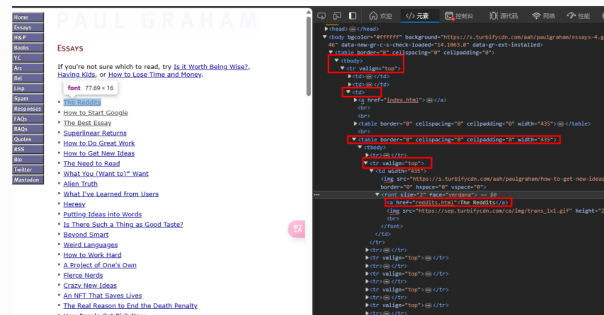 PAUL GRAHAM
Home
Essays
H&P
Books
YC
Arc
Bel
Lisp
Spam
Responses
FAQs
RAQs
Quotes
RSS
Bio
Twitter
Mastodon
Essays
If you're not sure which to read, try Is It Worth Being Wise?,
Having Kids, or How to Lose Time and Money.
font 77.69 × 16
The Reddits
How to Start Google
The Best Essay
Superlinear Returns
How to Do Great Work
How to Get New Ideas
The Need to Read
What You (Want to)* Want
Alien Truth
What I've Learned from Users
Heresy
Putting Ideas into Words
Is There Such a Thing as Good Taste?
Beyond Smart
Weird Languages
How to Work Hard
A Project of One's Own
Fierce Nerds
Crazy New Ideas
An NFT That Saves Lives
The Real Reason to End the Death Penalty
欢迎
</> 元素
控制台
源代码
网络
性能
<head> </head>
<body bgcolor="#ffffff" background="https://s.turbifycdn.com/aah/paulgraham/essays-4.g
46" data-new-gr-c-s-check-loaded="14.1063.0" data-gr-ext-installed>
<table border="0" cellspacing="0" cellpadding="0">
<tbody>
<tr valign="top">
<td> </td>
<td> </td>
<td>
<a href="index.html"> </a>
<br>
<br>
<table border="0" cellspacing="0" cellpadding="0" width="435"> </table>
<br>
<table border="0" cellspacing="0" cellpadding="0" width="435">
<tbody>
<tr> </tr>
<tr valign="top">
<td width="435">
<img src="https://s.turbifycdn.com/aah/paulgraham/how-to-get-new-ideas
border="0" hspace="0" vspace="0">
<font size="2" face="verdana"> == $0
<a href="reddits.html">The Reddits</a>
<img src="https://sep.turbifycdn.com/ca/Img/trans_1x1.gif" height="2
<br>
</font>
</td>
</tr>
<tr> </tr>
<tr valign="top"> </tr>
<tr> </tr>
<tr valign="top"> </tr>
<tr> </tr>
<tr valign="top"> </tr>
<tr> </tr>
<tr valign="top"> </tr>